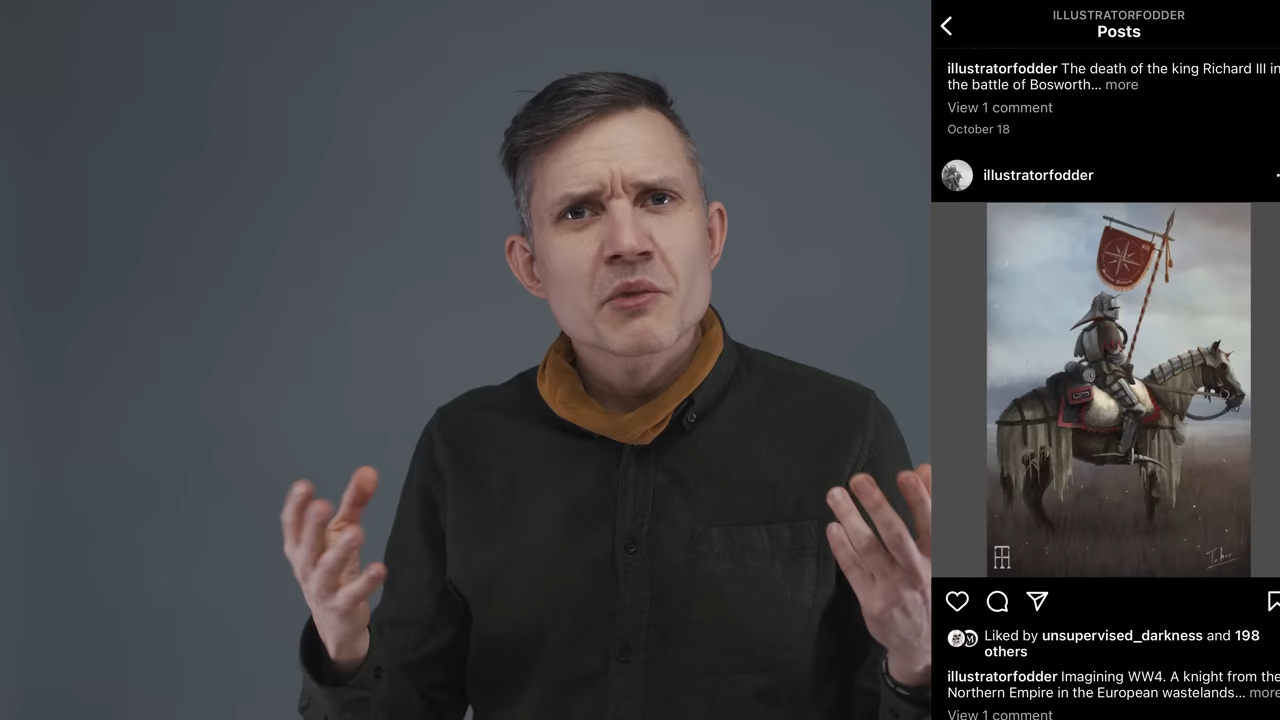 ILLUSTRATORFODDER
Posts
illustratorfodder The death of the king Richard III in
the battle of Bosworth... more
View 1 comment
October 18
illustratorfodder
Liked by unsupervised_darkness and 198
others
illustratorfodder Imagining WW4. A knight from the
Northern Empire in the European wastelands... more
View 1 comment